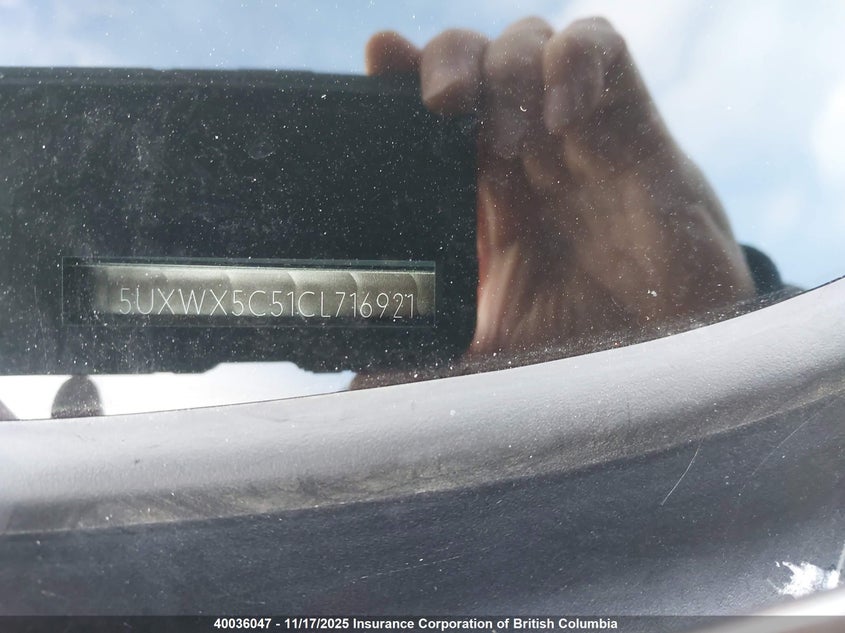 5UXWX5C51CL716921
40036047 - 11/17/2025 Insurance Corporation of British Columbia